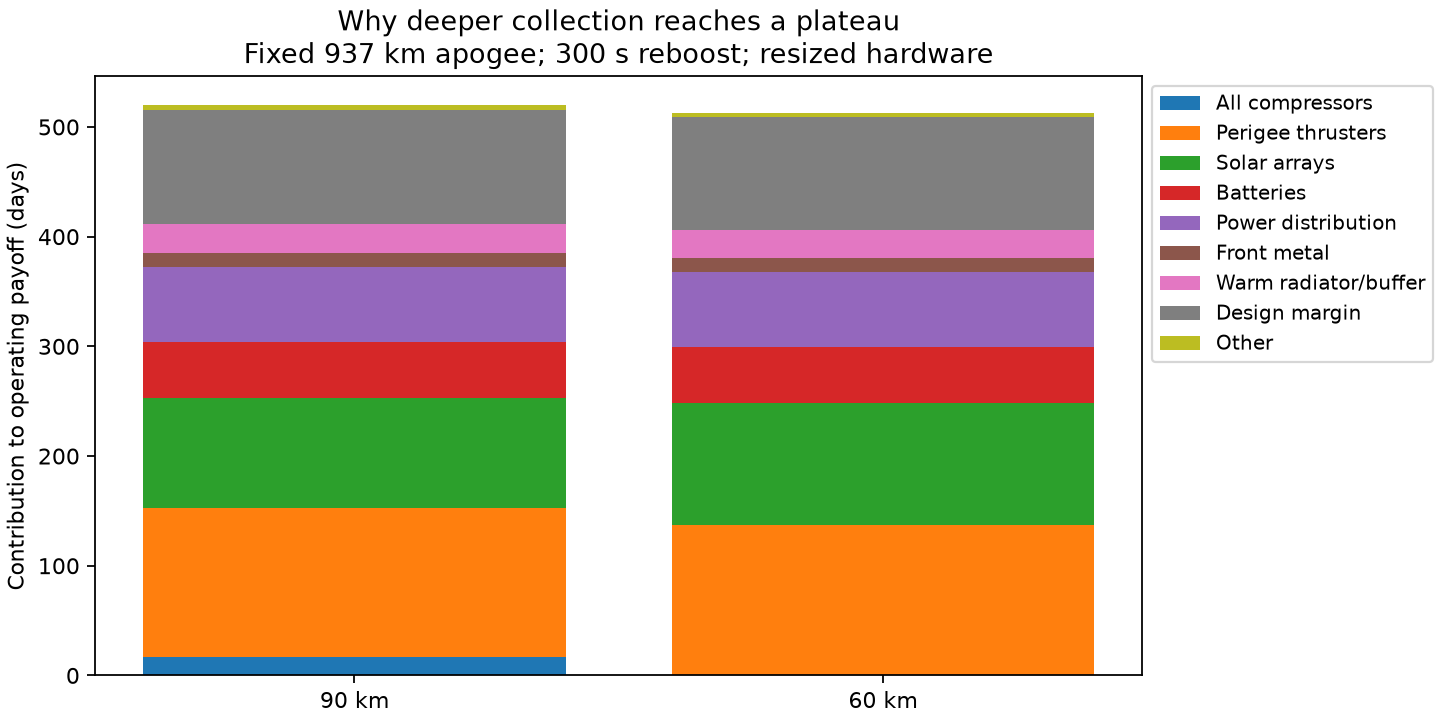 Why deeper collection reaches a plateau
Fixed 937 km apogee; 300 s reboost; resized hardware
Contribution to operating payoff (days)
500
400
300
200
100
0
90 km
60 km
All compressors
Perigee thrusters
Solar arrays
Batteries
Power distribution
Front metal
Warm radiator/buffer
Design margin
Other